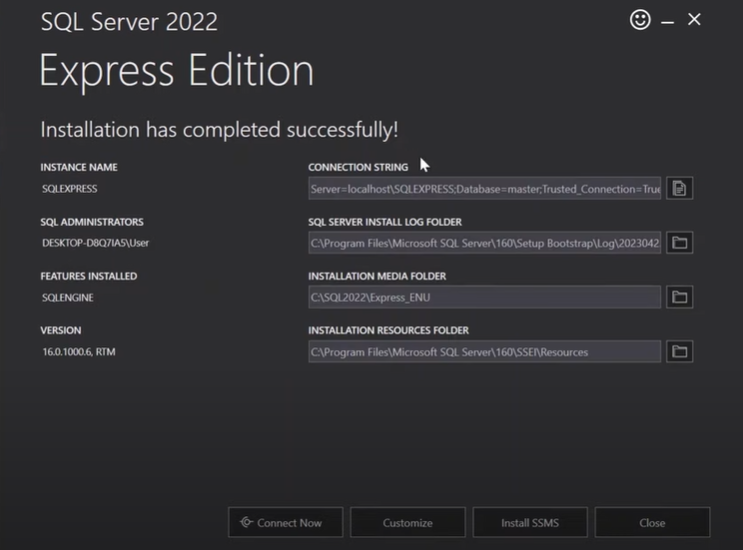 SQL Server 2022
Express Edition
Installation has completed successfully!
INSTANCE NAME
SQLEXPRESS
CONNECTION STRING
Server=localhost\SQLEXPRESS;Database=master;Trusted_Connection=True
SQL ADMINISTRATORS
DESKTOP-D8Q7IA5\User
SQL SERVER INSTALL LOG FOLDER
C:\Program Files\Microsoft SQL Server\160\Setup Bootstrap\Log\2023042
FEATURES INSTALLED
SQLENGINE
INSTALLATION MEDIA FOLDER
C:\SQL2022\Express_ENU
VERSION
16.0.1000.6, RTM
INSTALLATION RESOURCES FOLDER
C:\Program Files\Microsoft SQL Server\160\SSEI\Resources
Connect Now
Customize
Install SSMS
Close